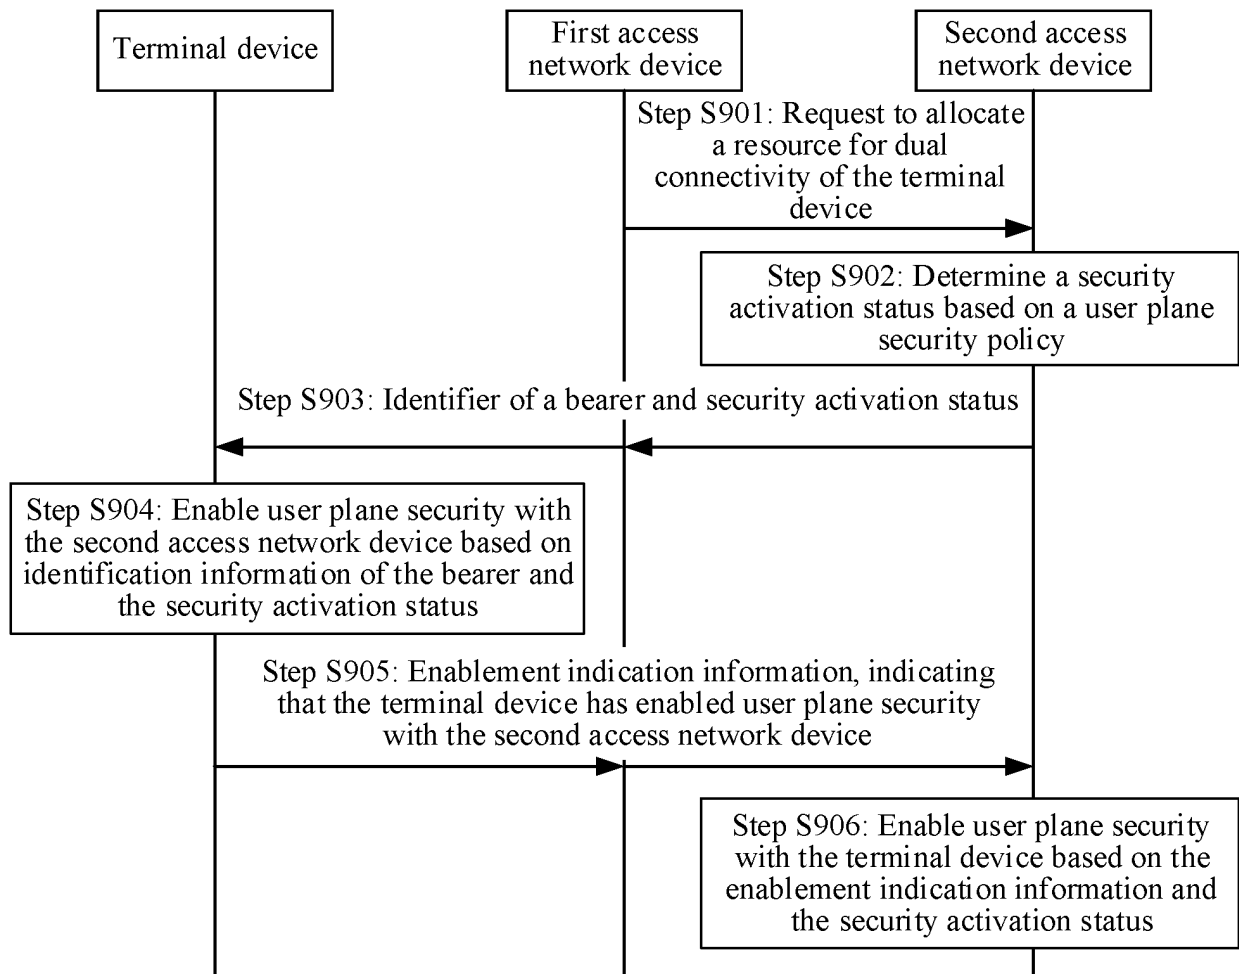 Terminal device
First access
network device
Second access
network device
Step S901: Request to allocate
a resource for dual
connectivity of the terminal
device
Step S902: Determine a security
activation status based on a user plane
security policy
Step S903: Identifier of a bearer and security activation status
Step S904: Enable user plane security with
the second access network device based on
identification information of the bearer and
the security activation status
Step S905: Enablement indication information, indicating
that the terminal device has enabled user plane security
with the second access network device
Step S906: Enable user plane security
with the terminal device based on the
enablement indication information and
the security activation status